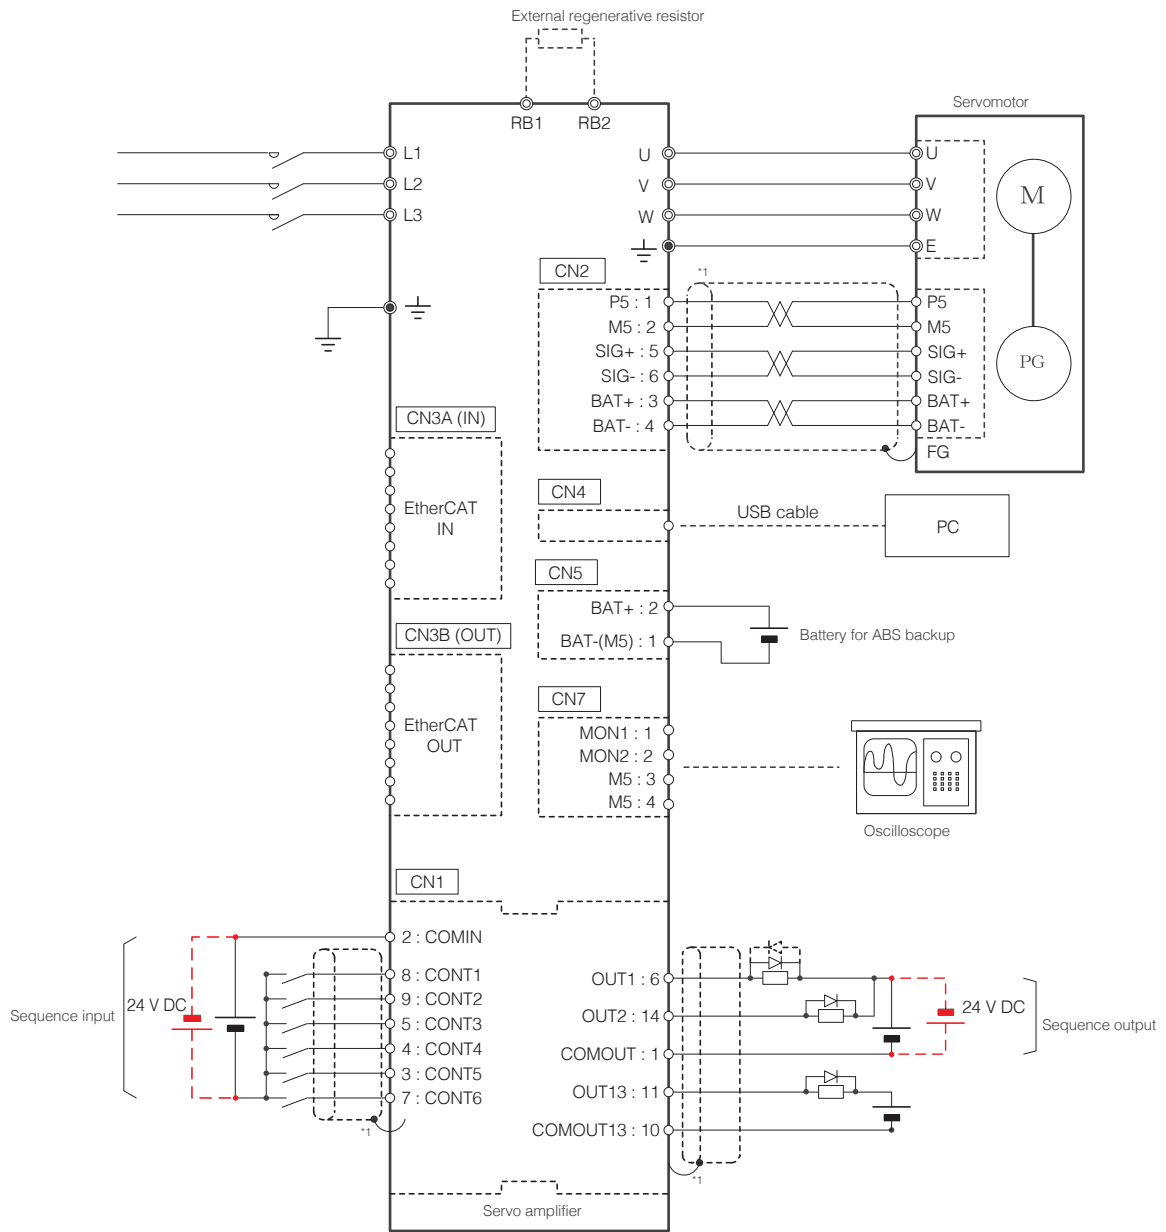 External regenerative resistor
RB1 RB2
Servomotor
L1
L2
L3
U
V
W
U
V
W
E
M
CN2
*1
P5 : 1
M5 : 2
SIG+ : 5
SIG- : 6
BAT+ : 3
BAT- : 4
P5
M5
SIG+
SIG-
BAT+
BAT-
FG
PG
CN3A (IN)
EtherCAT
IN
CN4
USB cable
PC
CN5
BAT+ : 2
BAT-(M5) : 1
Battery for ABS backup
CN3B (OUT)
EtherCAT
OUT
CN7
MON1 : 1
MON2 : 2
M5 : 3
M5 : 4
Oscilloscope
CN1
Sequence input
24 V DC
2 : COMIN
8 : CONT1
9 : CONT2
5 : CONT3
4 : CONT4
3 : CONT5
7 : CONT6
*1
OUT1 : 6
OUT2 : 14
COMOUT : 1
OUT13 : 11
COMOUT13 : 10
24 V DC
Sequence output
*1
Servo amplifier